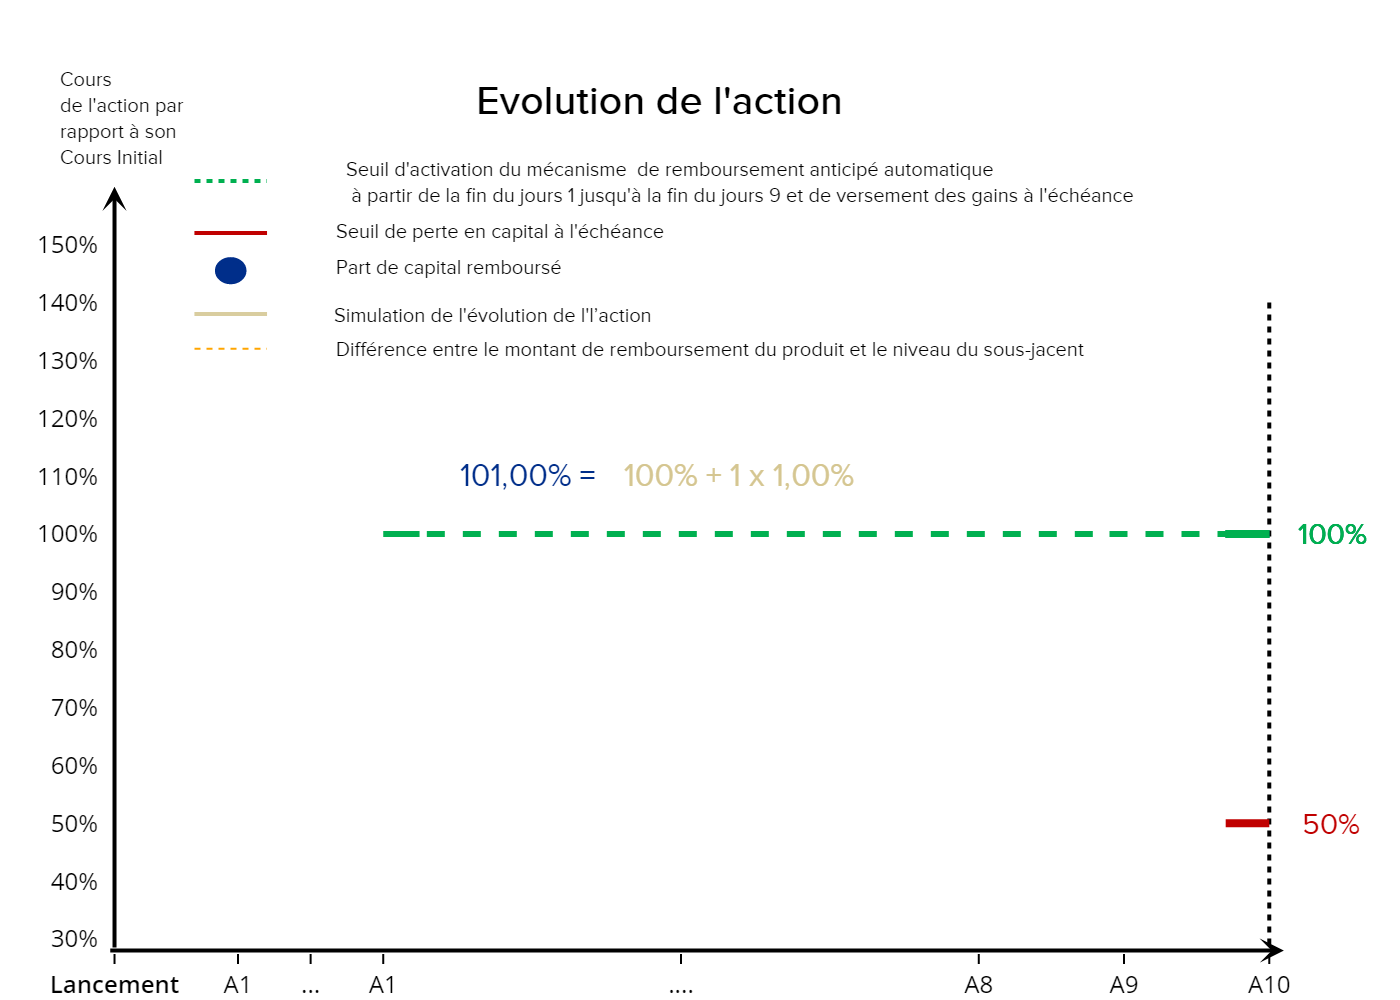 Cours
de l'action par
rapport à son
Cours Initial
Evolution de l'action
Seuil d'activation du mécanisme  de remboursement anticipé automatique
à partir de la fin du jours 1 jusqu'à la fin du jours 9 et de versement des gains à l'échéance
Seuil de perte en capital à l'échéance
Part de capital remboursé
Simulation de l'évolution de l'l’action
Différence entre le montant de remboursement du produit et le niveau du sous-jacent
150%
140%
130%
120%
110%
100%
90%
80%
70%
60%
50%
40%
30%
101,00% = 100% + 1 x 1,00%
100%
50%
Lancement A1 ... A1 .... A8 A9 A10